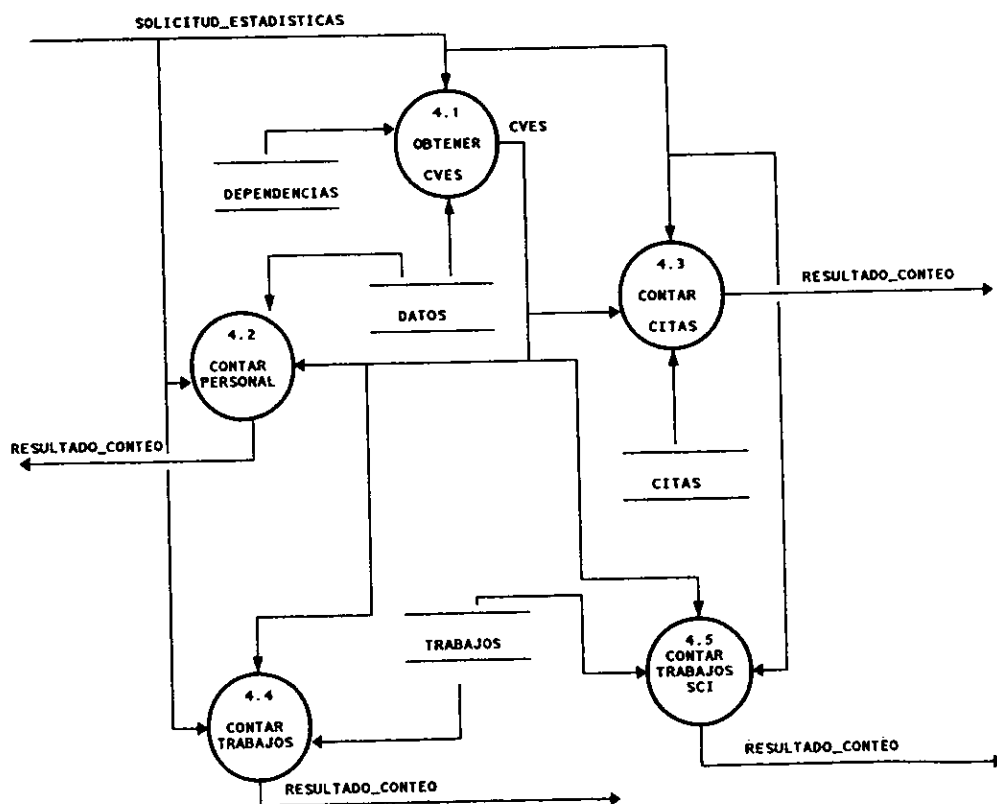 SOLICITUD_ESTADISTICAS
4.1
OBTENER
CVES
CVES
DEPENDENCIAS
4.3
CONTAR
CITAS
RESULTADO_CONTEO
DATOS
4.2
CONTAR
PERSONAL
RESULTADO_CONTEO
CITAS
TRABAJOS
4.5
CONTAR
TRABAJOS
SCI
4.4
CONTAR
TRABAJOS
RESULTADO_CONTEO
RESULTADO_CONTEO